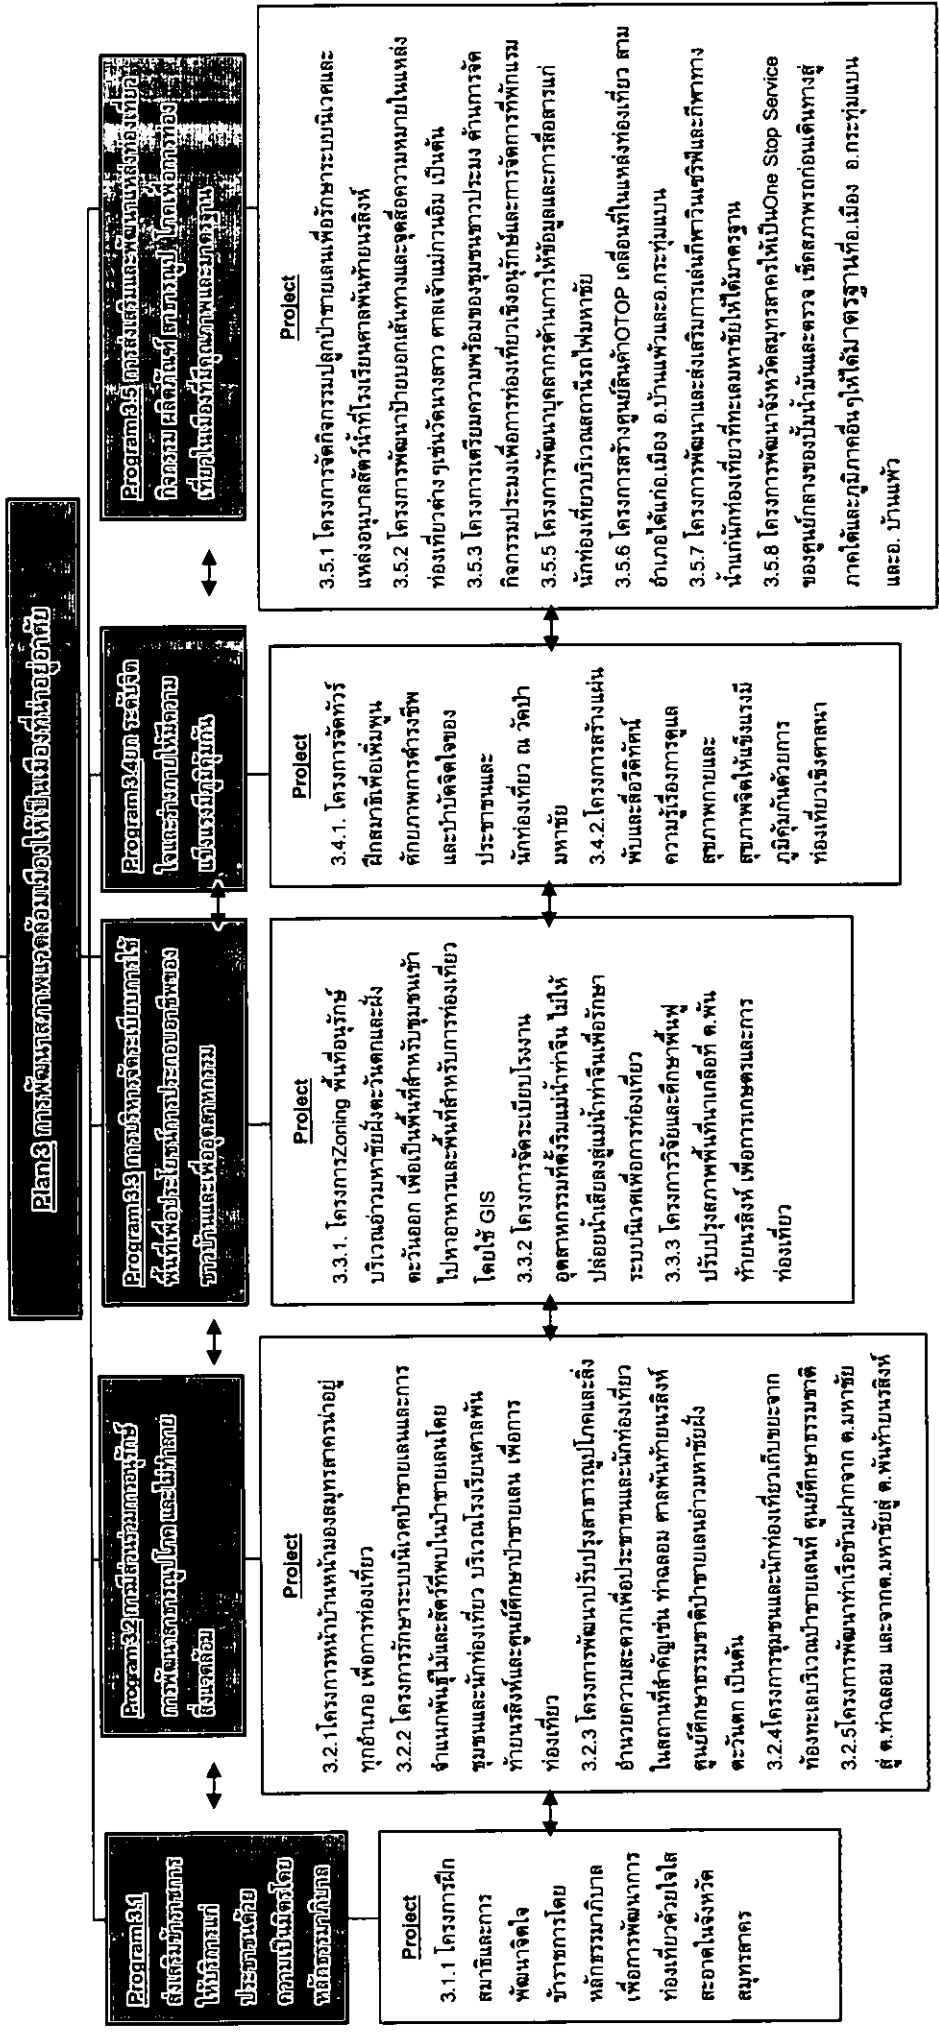 Plan3 การพัฒนาสภาพแวดล้อมเมืองให้เป็นเมืองที่น่าอยู่อาศัย
Program3.1
ส่งเสริมข้าราชการ
ให้บริการแก่
ประชาชนด้วย
ความเป็นมิตรโดย
หลักธรรมาภิบาล
Project
3.1.1 โครงการฝึก
สมาธิและการ
พัฒนาจิตใจ
ข้าราชการโดย
หลักธรรมาภิบาล
เพื่อการพัฒนาการ
ท่องเที่ยวด้วยใจใส
สะอาดในจังหวัด
สมุทรสาคร
Program3.2 การมีส่วนร่วมการอนุรักษ์
การพัฒนาสาธารณูปโภค และไม่ทำลาย
สิ่งแวดล้อม
Project
3.2.1โครงการหน้าบ้านหน้ามองสมุทรสาครน่าอยู่
ทุกอำเภอ เพื่อการท่องเที่ยว
3.2.2 โครงการรักษาระบบนิเวศป่าชายเลนและการ
จำแนกพันธุ์ไม้และสัตว์ที่พบในป่าชายเลนโดย
ชุมชนและนักท่องเที่ยว บริเวณโรงเรียนศาลพัน
ท้ายนรสิงห์และศูนย์ศึกษาป่าชายเลน เพื่อการ
ท่องเที่ยว
3.2.3 โครงการพัฒนาปรับปรุงสาธารณูปโภคและสิ่ง
อำนวยความสะดวกเพื่อประชาชนและนักท่องเที่ยว
ในสถานที่สำคัญเช่น ท่าฉลอม ศาลพันท้ายนรสิงห์
ศูนย์ศึกษาธรรมชาติป่าชายเลนอ่าวมหาชัยฝั่ง
ตะวันตก เป็นต้น
3.2.4โครงการชุมชนและนักท่องเที่ยวเก็บขยะจาก
ท้องทะเลบริเวณป่าชายเลนที่ ศูนย์ศึกษาธรรมชาติ
3.2.5โครงการพัฒนาท่าเรือข้ามฝากจาก ต.มหาชัย
สู่ ต.ท่าฉลอม และจากต.มหาชัยสู่ ต.พันท้ายนรสิงห์
Program3.3 การบริหารจัดระเบียบการใช้
พื้นที่เพื่อประโยชน์การประกอบอาชีพของ
ชาวบ้านและเพื่ออุตสาหกรรม
Project
3.3.1. โครงการZoning พื้นที่อนุรักษ์
บริเวณอ่าวมหาชัยฝั่งตะวันตกและฝั่ง
ตะวันออก เพื่อเป็นพื้นที่สำหรับชุมชนเข้า
ไปหาอาหารและพื้นที่สำหรับการท่องเที่ยว
โดยใช้ GIS
3.3.2 โครงการจัดระเบียบโรงงาน
อุตสาหกรรมที่ตั้งริมแม่น้ำท่าจีน ไม่ให้
ปล่อยน้ำเสียลงสู่แม่น้ำท่าจีนเพื่อรักษา
ระบบนิเวศเพื่อการท่องเที่ยว
3.3.3 โครงการวิจัยและศึกษาฟื้นฟู
ปรับปรุงสภาพพื้นที่นาเกลือที่ ต.พัน
ท้ายนรสิงห์ เพื่อการเกษตรและการ
ท่องเที่ยว
Program3.4ยก ระดับจิต
ใจและร่างกายให้มีความ
แข็งแรงมีภูมิคุ้มกัน
Project
3.4.1. โครงการจัดทัวร์
ฝึกสมาธิเพื่อเพิ่มพูน
ศักยภาพการดำรงชีพ
และบำบัดจิตใจของ
ประชาชนและ
นักท่องเที่ยว ณ วัดป่า
มหาชัย
3.4.2.โครงการสร้างแผ่น
พับและสื่อวีดิทัศน์
ความรู้เรื่องการดูแล
สุขภาพกายและ
สุขภาพจิตให้แข็งแรงมี
ภูมิคุ้มกันด้วยการ
ท่องเที่ยวเชิงศาสนา
Program3.5 การส่งเสริมและพัฒนาแหล่งท่องเที่ยว
กิจกรรม ผลิตภัณฑ์ สาธารณูปโภคเพื่อการท่อง
เที่ยวในเมืองที่มีคุณภาพและมาตรฐาน
Project
3.5.1 โครงการจัดกิจกรรมปลูกป่าชายเลนเพื่อรักษาระบบนิเวศและ
แหล่งอนุบาลสัตว์น้ำที่โรงเรียนศาลพันท้ายนรสิงห์
3.5.2 โครงการพัฒนาป้ายบอกเส้นทางและจุดสื่อความหมายในแหล่ง
ท่องเที่ยวต่าง ๆเช่นวัดนางสาว ศาลเจ้าแม่กวนอิม เป็นต้น
3.5.3 โครงการเตรียมความพร้อมของชุมชนชาวประมง ด้านการจัด
กิจกรรมประมงเพื่อการท่องเที่ยวเชิงอนุรักษ์และการจัดการที่พักแรม
3.5.5 โครงการพัฒนาบุคลากรด้านการให้ข้อมูลและการสื่อสารแก่
นักท่องเที่ยวบริเวณสถานีรถไฟมหาชัย
3.5.6 โครงการสร้างศูนย์สินค้าOTOP เคลื่อนที่ในแหล่งท่องเที่ยว สาม
อำเภอได้แก่อ.เมือง อ.บ้านแพ้วและอ.กระทุ่มแบน
3.5.7 โครงการพัฒนาและส่งเสริมการเล่นกีฬาวินเซริฟและกีฬาทาง
น้ำแก่นักท่องเที่ยวที่ทะเลมหาชัยให้ได้มาตรฐาน
3.5.8 โครงการพัฒนาจังหวัดสมุทรสาครให้เป็นOne Stop Service
ของศูนย์กลางของปั้มน้ำมันและตรวจ เช็คสภาพรถก่อนเดินทางสู่
ภาคใต้และภูมิภาคอื่นๆให้ได้มาตรฐานที่อ.เมือง อ.กระทุ่มแบน
และอ. บ้านแพ้ว